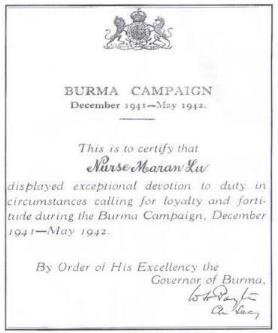 BURMA CAMPAIGN
December 1941—May 1942.
This is to certify that
Nurse Maran Lu
displayed exceptional devotion to duty in
circumstances calling for loyalty and forti-
tude during the Burma Campaign, December
1941—May 1942.
By Order of His Excellency the
Governor of Burma,